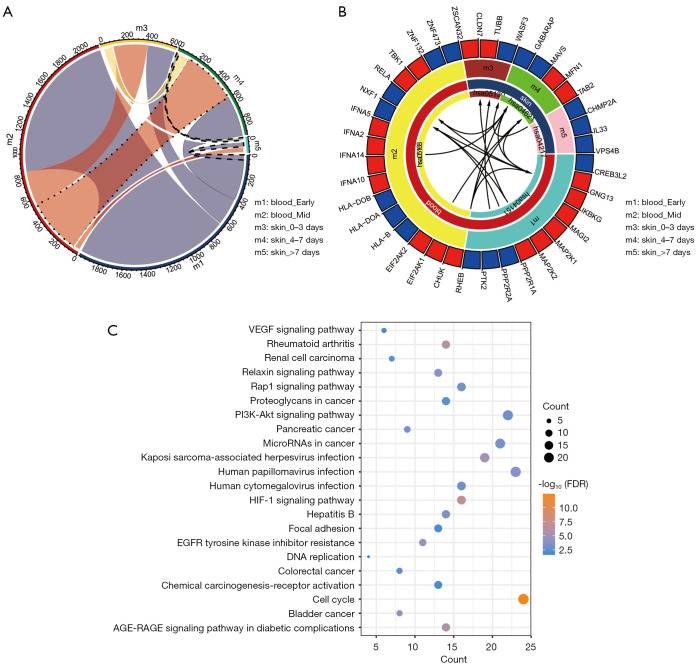 A
m3
0
200
400
600
0
200
400
600
800
m4
0
m5
0
200
400
600
800
1000
m1
1200
1400
1600
1800
0
200
400
600
800
1000
1200
m2
1400
1600
1800
2000
m1: blood_Early
m2: blood_Mid
m3: skin_0–3 days
m4: skin_4–7 days
m5: skin_>7 days
B
ZSCAN32
CLDN7
TUBB
WASF3
GABARAP
MAVS
MFN1
TAB2
CHMP2A
IL33
VPS4B
CREB3L2
GNG13
IKBKG
MAGI2
MAP2K1
MAP2K2
PPP2R1A
PPP2R2A
PTK2
RHEB
CHUK
EIF2AK1
EIF2AK2
HLA-B
HLA-DOA
HLA-DOB
IFNA10
IFNA14
IFNA2
IFNA5
NXF1
RELA
TBK1
ZNF132
ZNF473
m3
m4
m5
m1
m2
skin
blood
m1: blood_Early
m2: blood_Mid
m3: skin_0–3 days
m4: skin_4–7 days
m5: skin_>7 days
C
VEGF signaling pathway
Rheumatoid arthritis
Renal cell carcinoma
Relaxin signaling pathway
Rap1 signaling pathway
Proteoglycans in cancer
PI3K-Akt signaling pathway
Pancreatic cancer
MicroRNAs in cancer
Kaposi sarcoma-associated herpesvirus infection
Human papillomavirus infection
Human cytomegalovirus infection
HIF-1 signaling pathway
Hepatitis B
Focal adhesion
EGFR tyrosine kinase inhibitor resistance
DNA replication
Colorectal cancer
Chemical carcinogenesis-receptor activation
Cell cycle
Bladder cancer
AGE-RAGE signaling pathway in diabetic complications
5 10 15 20 25
Count
Count
5
10
15
20
-log₁₀ (FDR)
10.0
7.5
5.0
2.5